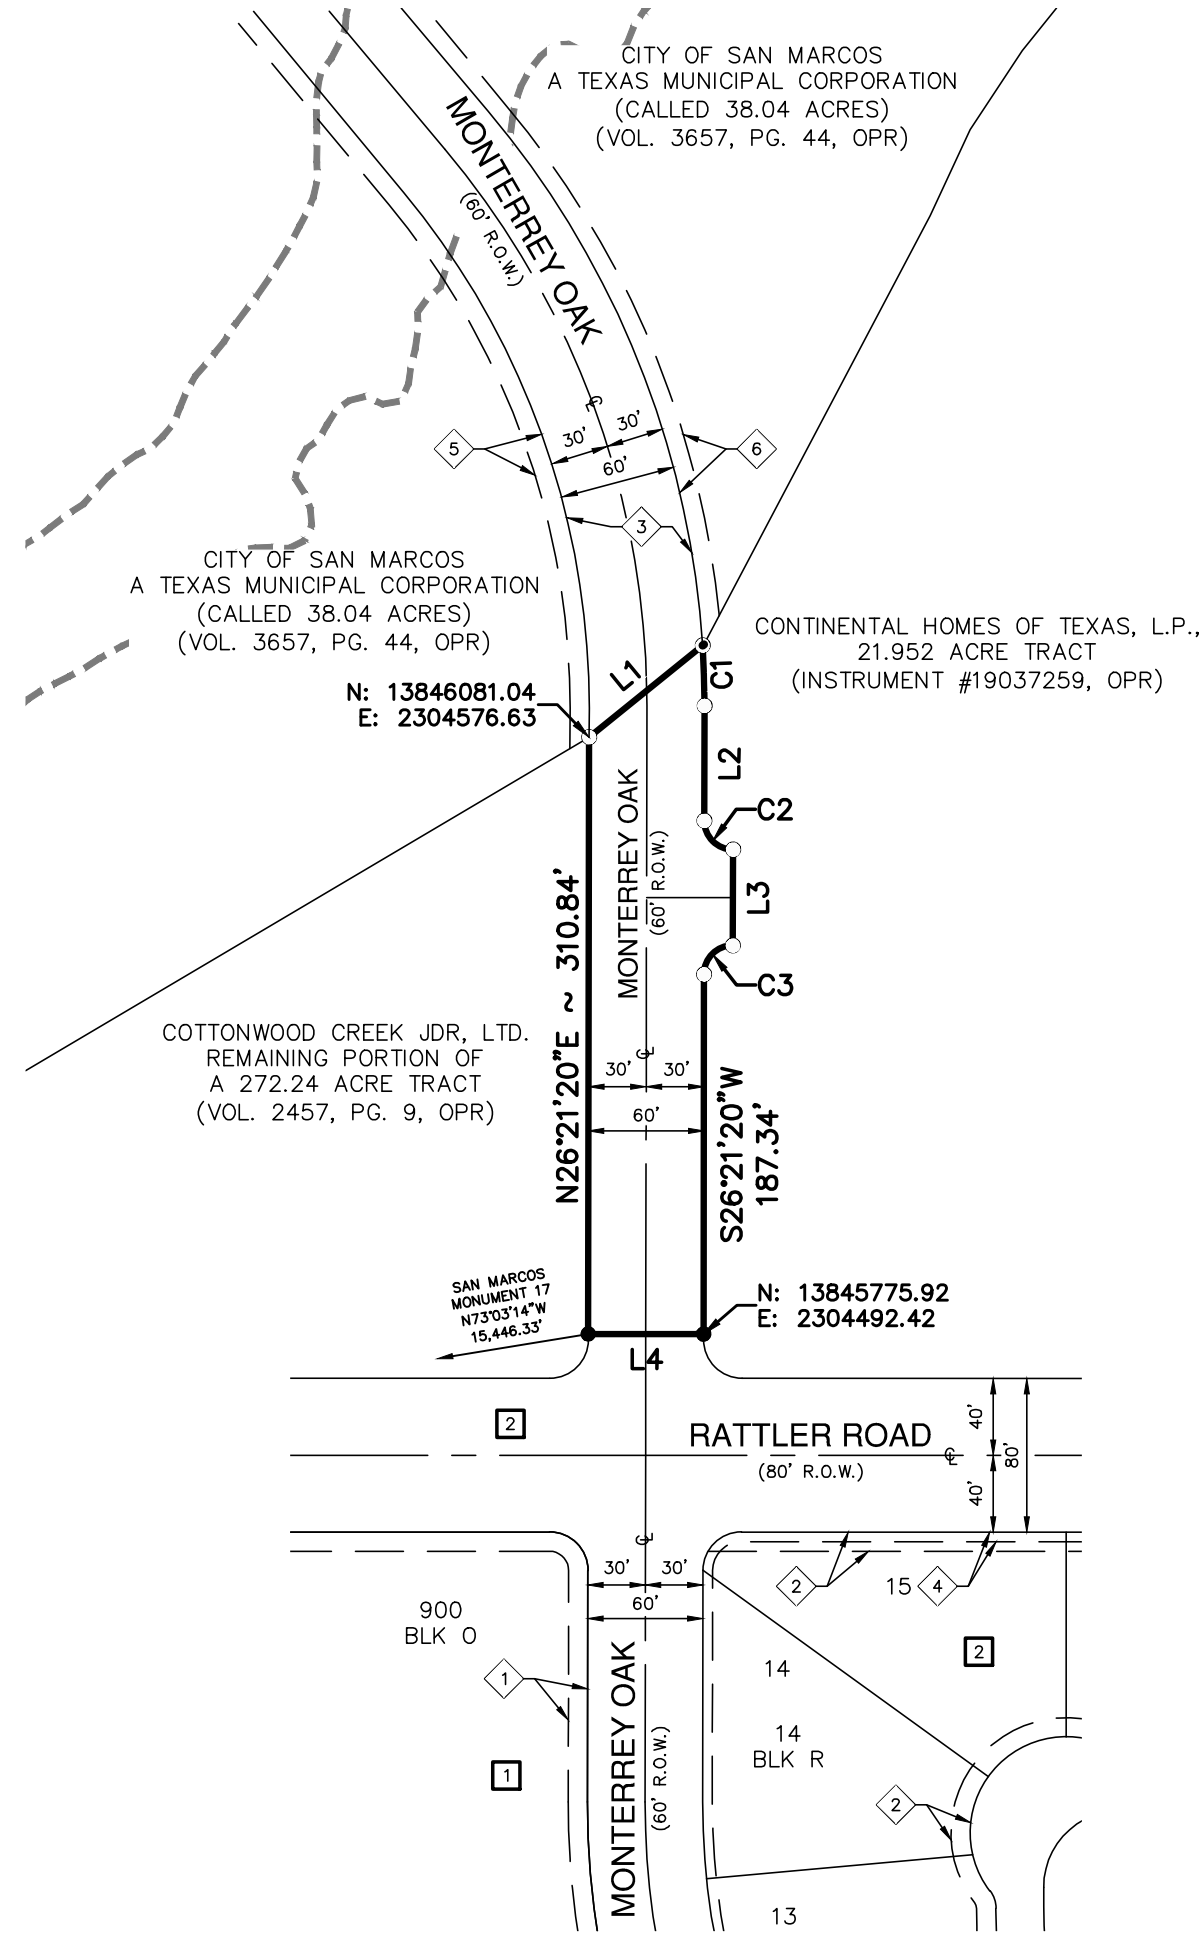 CITY OF SAN MARCOS
A TEXAS MUNICIPAL CORPORATION
(CALLED 38.04 ACRES)
(VOL. 3657, PG. 44, OPR)
MONTERREY OAK
(60' R.O.W.)
℄
30'
30'
60'
5
6
3
CITY OF SAN MARCOS
A TEXAS MUNICIPAL CORPORATION
(CALLED 38.04 ACRES)
(VOL. 3657, PG. 44, OPR)
CONTINENTAL HOMES OF TEXAS, L.P.,
21.952 ACRE TRACT
(INSTRUMENT #19037259, OPR)
N: 13846081.04
E: 2304576.63
L1
C1
L2
C2
L3
C3
MONTERREY OAK
(60' R.O.W.)
N26°21'20"E ~ 310.84'
COTTONWOOD CREEK JDR, LTD.
REMAINING PORTION OF
A 272.24 ACRE TRACT
(VOL. 2457, PG. 9, OPR)
℄
30'
30'
60'
S26°21'20"W
187.34'
SAN MARCOS
MONUMENT 17
N73°03'14"W
15,446.33'
N: 13845775.92
E: 2304492.42
L4
2
RATTLER ROAD
(80' R.O.W.)
℄
40'
40'
80'
℄
30'
30'
60'
2
15
4
900
BLK O
1
1
MONTERREY OAK
(60' R.O.W.)
14
2
14
BLK R
2
13